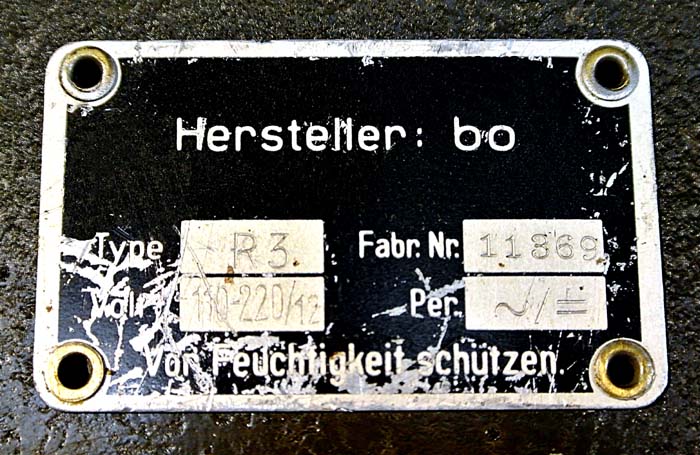 Hersteller: bo
Type R3 Fabr. Nr. 11869
Volt 110-220/12 Per. ~/=
Vor Feuchtigkeit schützen.